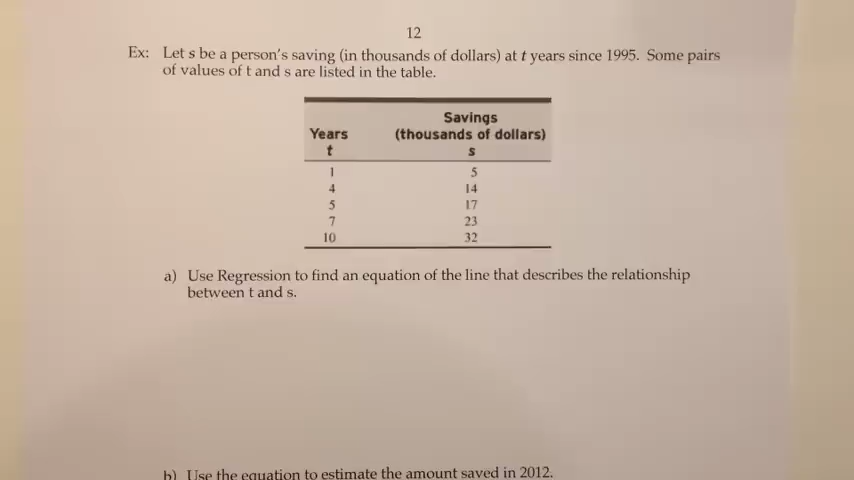 12
Ex: Let s be a person's saving (in thousands of dollars) at t years since 1995. Some pairs
of values of t and s are listed in the table.
Savings
Years (thousands of dollars)
t s
1 5
4 14
5 17
7 23
10 32
a) Use Regression to find an equation of the line that describes the relationship
between t and s.
b) Use the equation to estimate the amount saved in 2012.